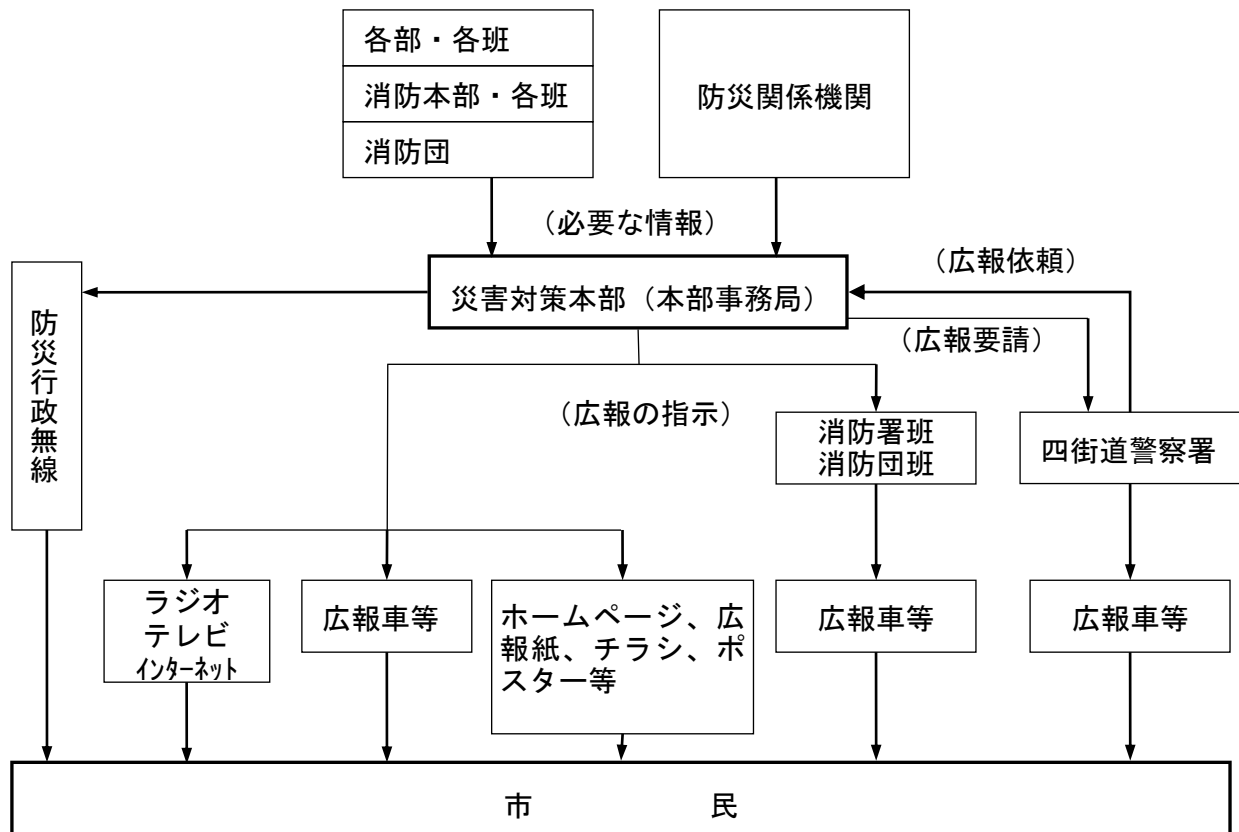 各部・各班
消防本部・各班
消防団
防災関係機関
（必要な情報）
（広報依頼）
災害対策本部（本部事務局）
（広報要請）
防災行政無線
（広報の指示）
消防署班
消防団班
四街道警察署
ラジオ
テレビ
ｲﾝﾀｰﾈｯﾄ
広報車等
ホームページ、広
報紙、チラシ、ポ
スター等
広報車等
広報車等
市　　　　　民